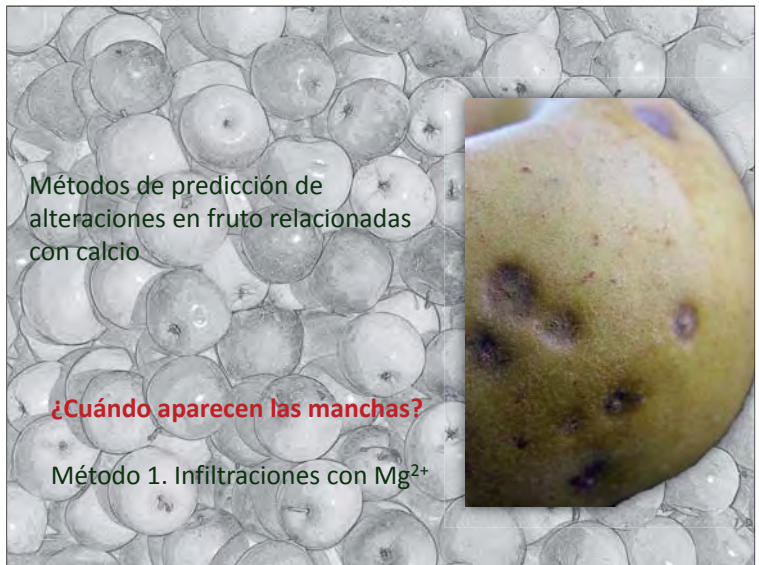 Métodos de predicción de
alteraciones en fruto relacionadas
con calcio
¿Cuándo aparecen las manchas?
Método 1. Infiltraciones con Mg²⁺